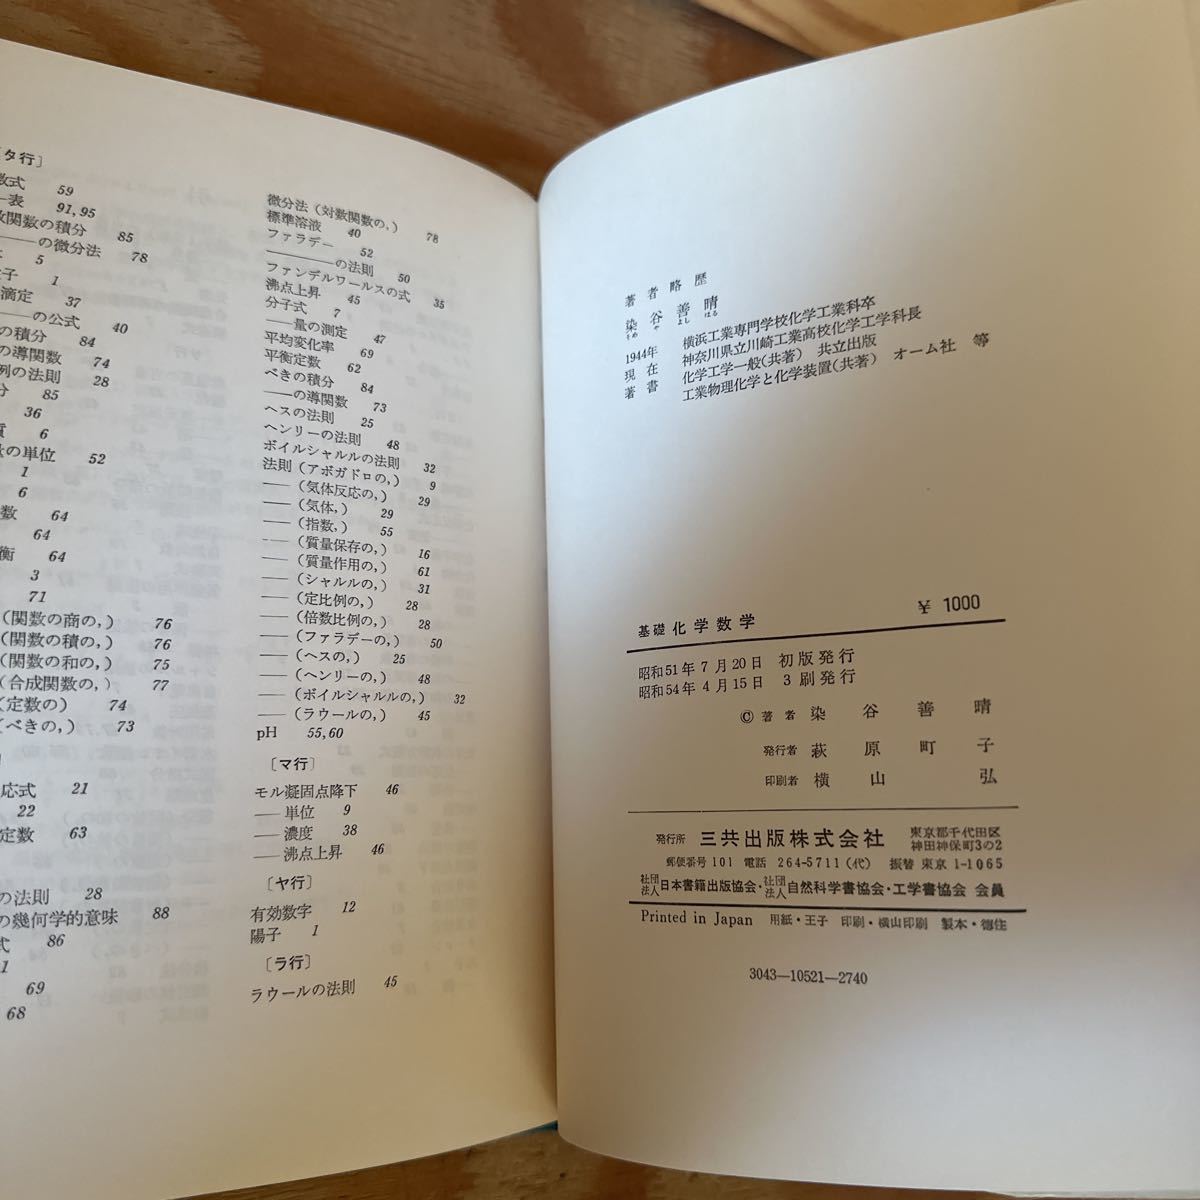 〔タ行〕
数式 59
―表 91, 95
数関数の積分 85
―――の微分法 78
5
子 1
滴定 37
―――の公式 40
の積分 84
の導関数 74
例の法則 28
分 85
36
質 6
量の単位 52
1
6
数 64
64
衡 64
3
71
(関数の商の,) 76
(関数の積の,) 76
(関数の和の,) 75
(合成関数の,) 77
(定数の) 74
(べきの,) 73
応式 21
22
定数 63
の法則 28
の幾何学的意味 88
式 86
1
69
68
微分法(対数関数の,) 78
標準溶液 40
ファラデー 52
―――の法則 50
ファンデルワールスの式 35
沸点上昇 45
分子式 7
――量の測定 47
平均変化率 69
平衡定数 62
べきの積分 84
――の導関数 73
ヘスの法則 25
ヘンリーの法則 48
ボイルシャルルの法則 32
法則(アボガドロの,) 9
――(気体反応の,) 29
――(気体,) 29
――(指数,) 55
――(質量保存の,) 16
――(質量作用の,) 61
――(シャルルの,) 31
――(定比例の,) 28
――(倍数比例の,) 28
――(ファラデーの,) 50
――(ヘスの,) 25
――(ヘンリーの,) 48
――(ボイルシャルルの,) 32
――(ラウールの,) 45
pH 55, 60
〔マ行〕
モル凝固点降下 46
――単位 9
――濃度 38
――沸点上昇 46
〔ヤ行〕
有効数字 12
陽子 1
〔ラ行〕
ラウールの法則 45
著者略歴
染谷善晴
そめ や よし はる
1944年 横浜工業専門学校化学工業科卒
現在 神奈川県立川崎工業高校化学工学科長
著書 化学工学一般(共著) 共立出版
工業物理化学と化学装置(共著) オーム社 等
¥ 1000
基礎 化学数学
昭和51年7月20日 初版発行
昭和54年4月15日 3刷発行
© 著者 染谷善晴
発行者 萩原町子
印刷者 横山弘
発行所 三共出版株式会社 東京都千代田区
神田神保町3の2
郵便番号 101 電話 264-5711(代) 振替 東京 1-1065
社団法人日本書籍出版協会・社団法人自然科学書協会・工学書協会 会員
Printed in Japan 用紙・王子 印刷・横山印刷 製本・徳住
3043―10521―2740